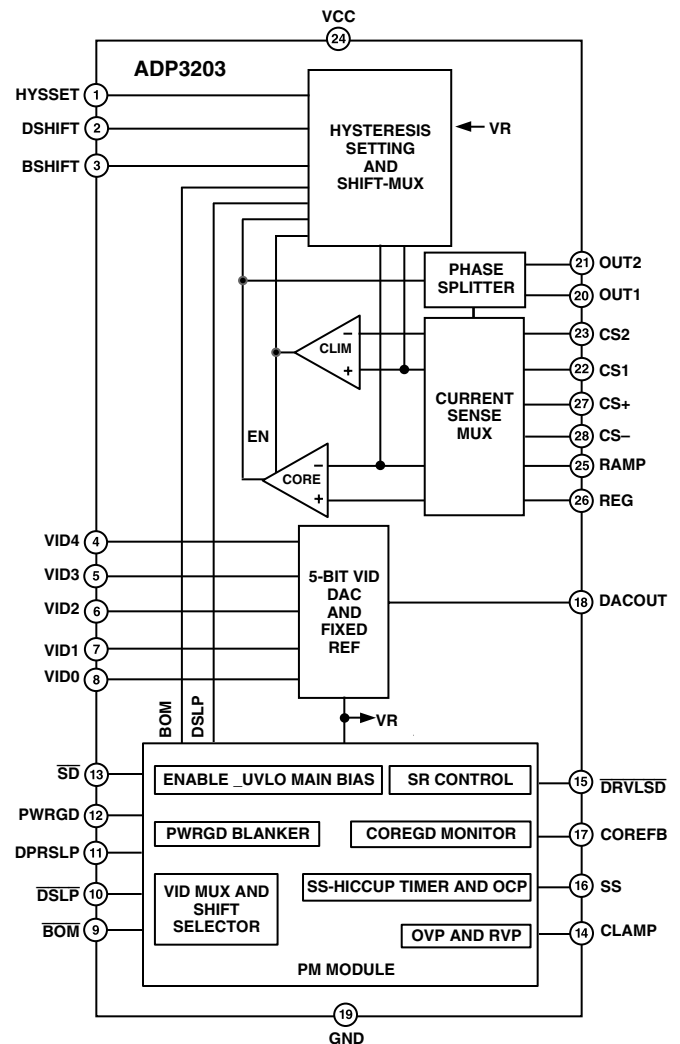 VCC
24
ADP3203
HYSSET 1
DSHIFT 2
BSHIFT 3
HYSTERESIS
SETTING
AND
SHIFT-MUX
VR
PHASE
SPLITTER
21 OUT2
20 OUT1
23 CS2
22 CS1
27 CS+
28 CS–
25 RAMP
26 REG
CURRENT
SENSE
MUX
–
CLIM
+
EN
–
CORE
+
VID4 4
VID3 5
VID2 6
VID1 7
VID0 8
5-BIT VID
DAC
AND
FIXED
REF
18 DACOUT
BOM
DSLP
VR
SD 13
PWRGD 12
DPRSLP 11
DSLP 10
BOM 9
ENABLE _UVLO MAIN BIAS
SR CONTROL
PWRGD BLANKER
COREGD MONITOR
VID MUX AND
SHIFT
SELECTOR
SS-HICCUP TIMER AND OCP
OVP AND RVP
PM MODULE
15 DRVLSD
17 COREFB
16 SS
14 CLAMP
19
GND